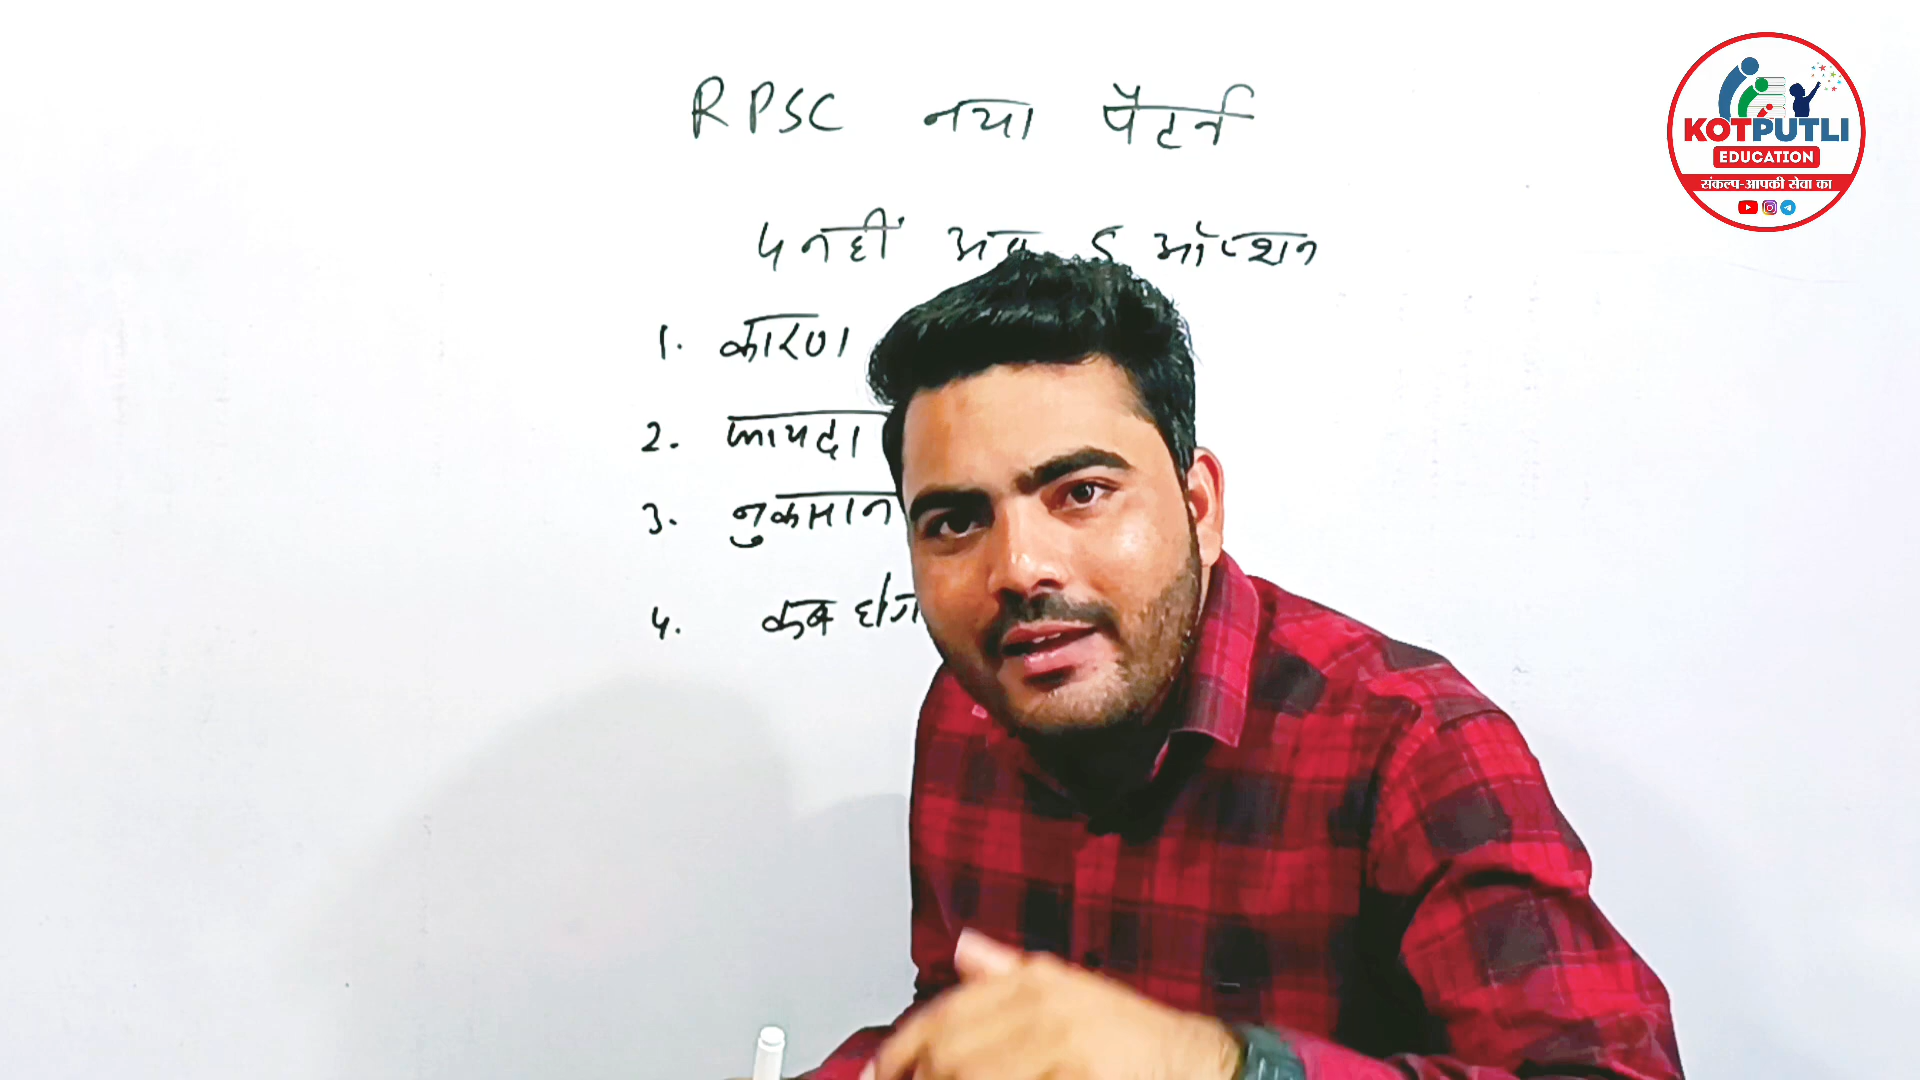 RPSC नया पैटर्न
4 नहीं अब 5 ऑप्शन
1. कारण
2. फायदा
3. नुकसान
4. कब होग
KOTPUTLI
EDUCATION
संकल्प-आपकी सेवा का